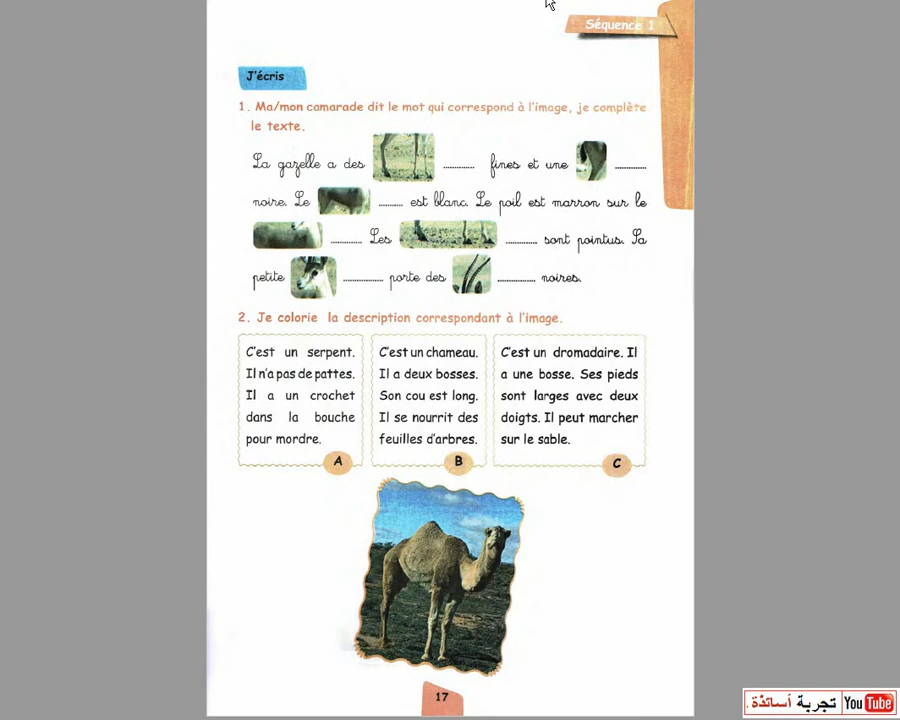 Séquence 1
J'écris
1. Ma/mon camarade dit le mot qui correspond à l'image, je complète
le texte.
La gazelle a des ............ fines et une ............
noire. Le ......... est blanc. Le poil est marron sur le
............ Les ............ sont pointus. Sa
petite ............... porte des .............. noires.
2. Je colorie la description correspondant à l'image.
C'est un serpent.
Il n'a pas de pattes.
Il a un crochet
dans la bouche
pour mordre.
A
C'est un chameau.
Il a deux bosses.
Son cou est long.
Il se nourrit des
feuilles d'arbres.
B
C'est un dromadaire. Il
a une bosse. Ses pieds
sont larges avec deux
doigts. Il peut marcher
sur le sable.
C
17
تجربة أساتذة.
YouTube